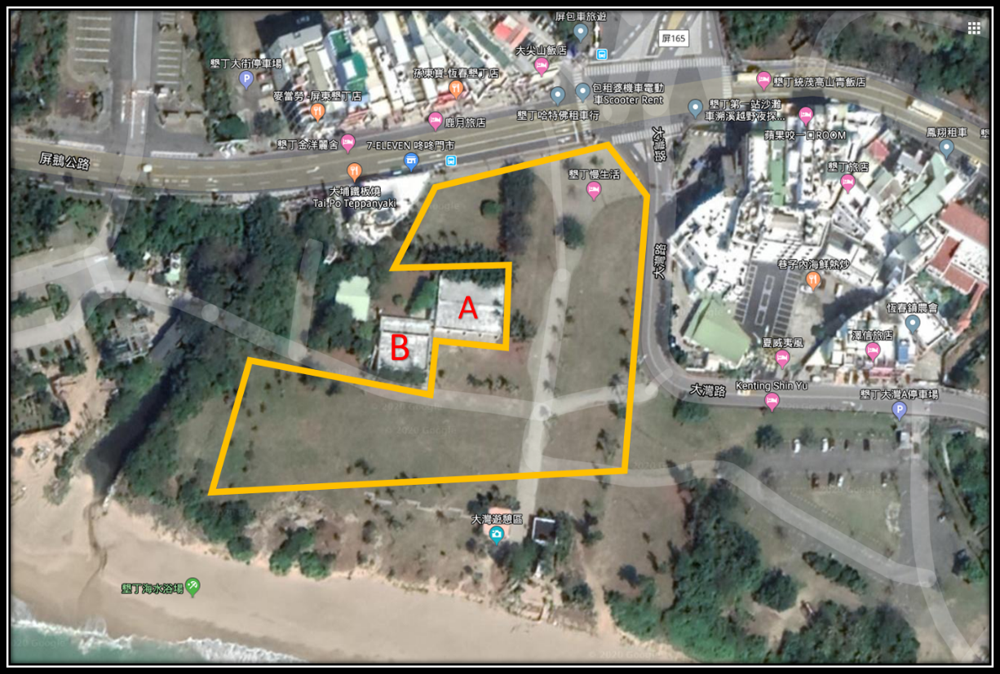 屏包車旅遊
屏165
大尖山飯店
墾丁大街停車場
P
孫東寶-恆春墾丁店
墾丁統茂高山青飯店
包租婆機車電動
車Scooter Rent
麥當勞-屏東墾丁店
墾丁哈特佛租車行
墾丁第一站沙灘
車溯溪越野夜探...
鹿月旅店
蘋果咬一口ROOM
鳳翔租車
墾
墾丁金洋麗舍
7-ELEVEN 咚咚門市
屏鵝公路
大灣路
墾丁旅店
墾丁慢生活
大埔鐵板燒
Tai Po Teppanyaki
大灣路
巷子內海鮮熱炒
A
恆春鎮農會
B
澤信旅店
夏威夷風
大灣路
Kenting Shin Yu
墾丁大灣A停車場
P
© 2020 Google
大灣遊憩區
墾丁海水浴場
2020 Google
© 2020 Google